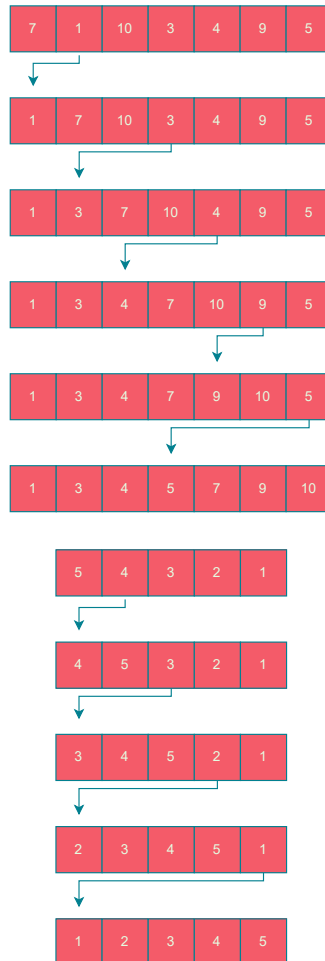 7 1 10 3 4 9 5
1 7 10 3 4 9 5
1 3 7 10 4 9 5
1 3 4 7 10 9 5
1 3 4 7 9 10 5
1 3 4 5 7 9 10
5 4 3 2 1
4 5 3 2 1
3 4 5 2 1
2 3 4 5 1
1 2 3 4 5